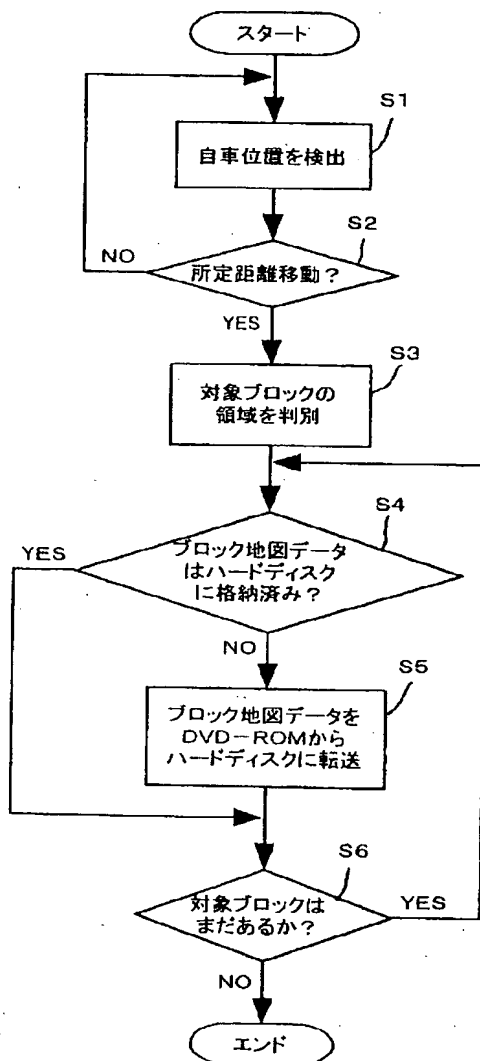 スタート
S1
自車位置を検出
S2
NO
所定距離移動?
YES
S3
対象ブロックの
領域を判別
S4
YES
ブロック地図データ
はハードディスク
に格納済み?
NO
S5
ブロック地図データを
DVD-ROMから
ハードディスクに転送
S6
対象ブロックは
まだあるか?
YES
NO
エンド